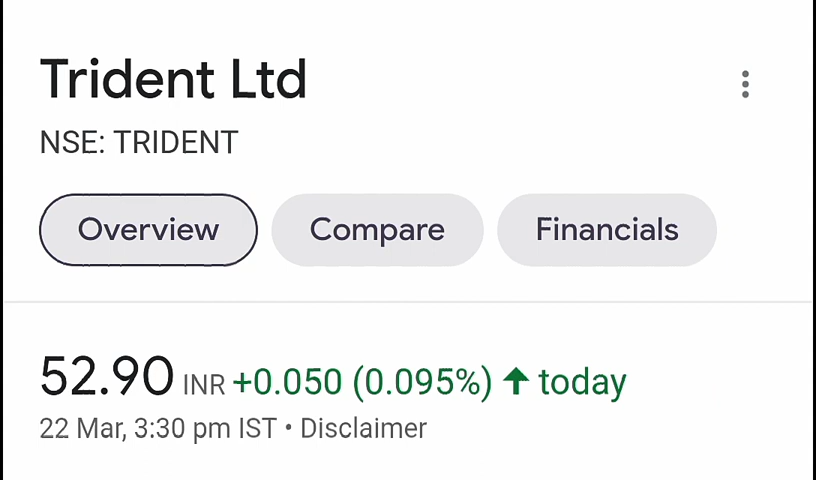 Trident Ltd
NSE: TRIDENT
Overview Compare Financials
52.90 INR +0.050 (0.095%) ↑ today
22 Mar, 3:30 pm IST • Disclaimer